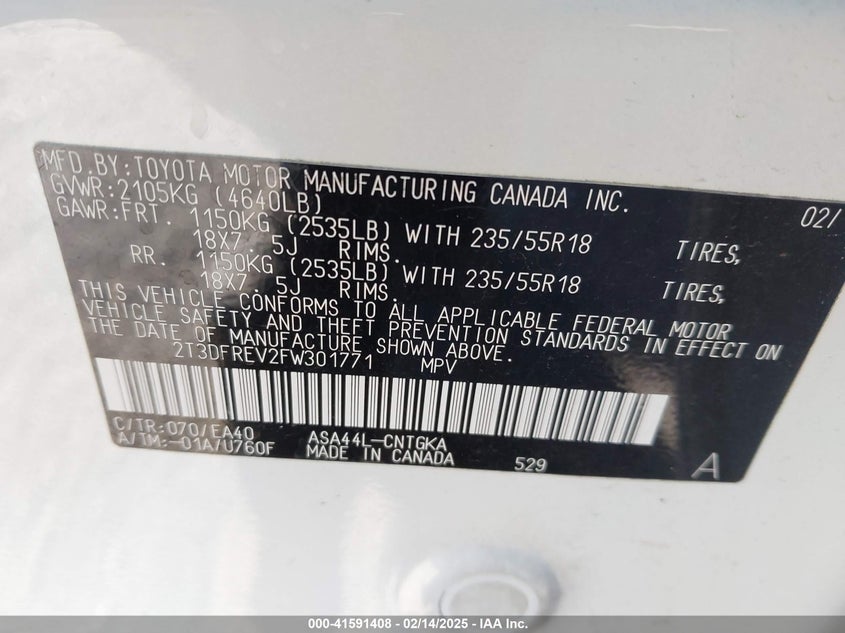 MFD.BY:TOYOTA MOTOR MANUFACTURING CANADA INC. 02/
GVWR:2105KG (4640LB)
GAWR:FRT. 1150KG (2535LB) WITH 235/55R18 TIRES,
18X7 5J RIMS.
RR. 1150KG (2535LB) WITH 235/55R18 TIRES,
18X7 5J RIMS.
THIS VEHICLE CONFORMS TO ALL APPLICABLE FEDERAL MOTOR
VEHICLE SAFETY AND THEFT PREVENTION STANDARDS IN EFFECT ON
THE DATE OF MANUFACTURE SHOWN ABOVE.
2T3DFREV2FW301771 MPV
C/TR:070/EA40 ASA44L-CNTGKA
A/TM:-01A/U760F MADE IN CANADA 529 A
000-41591408 - 02/14/2025 - IAA Inc.